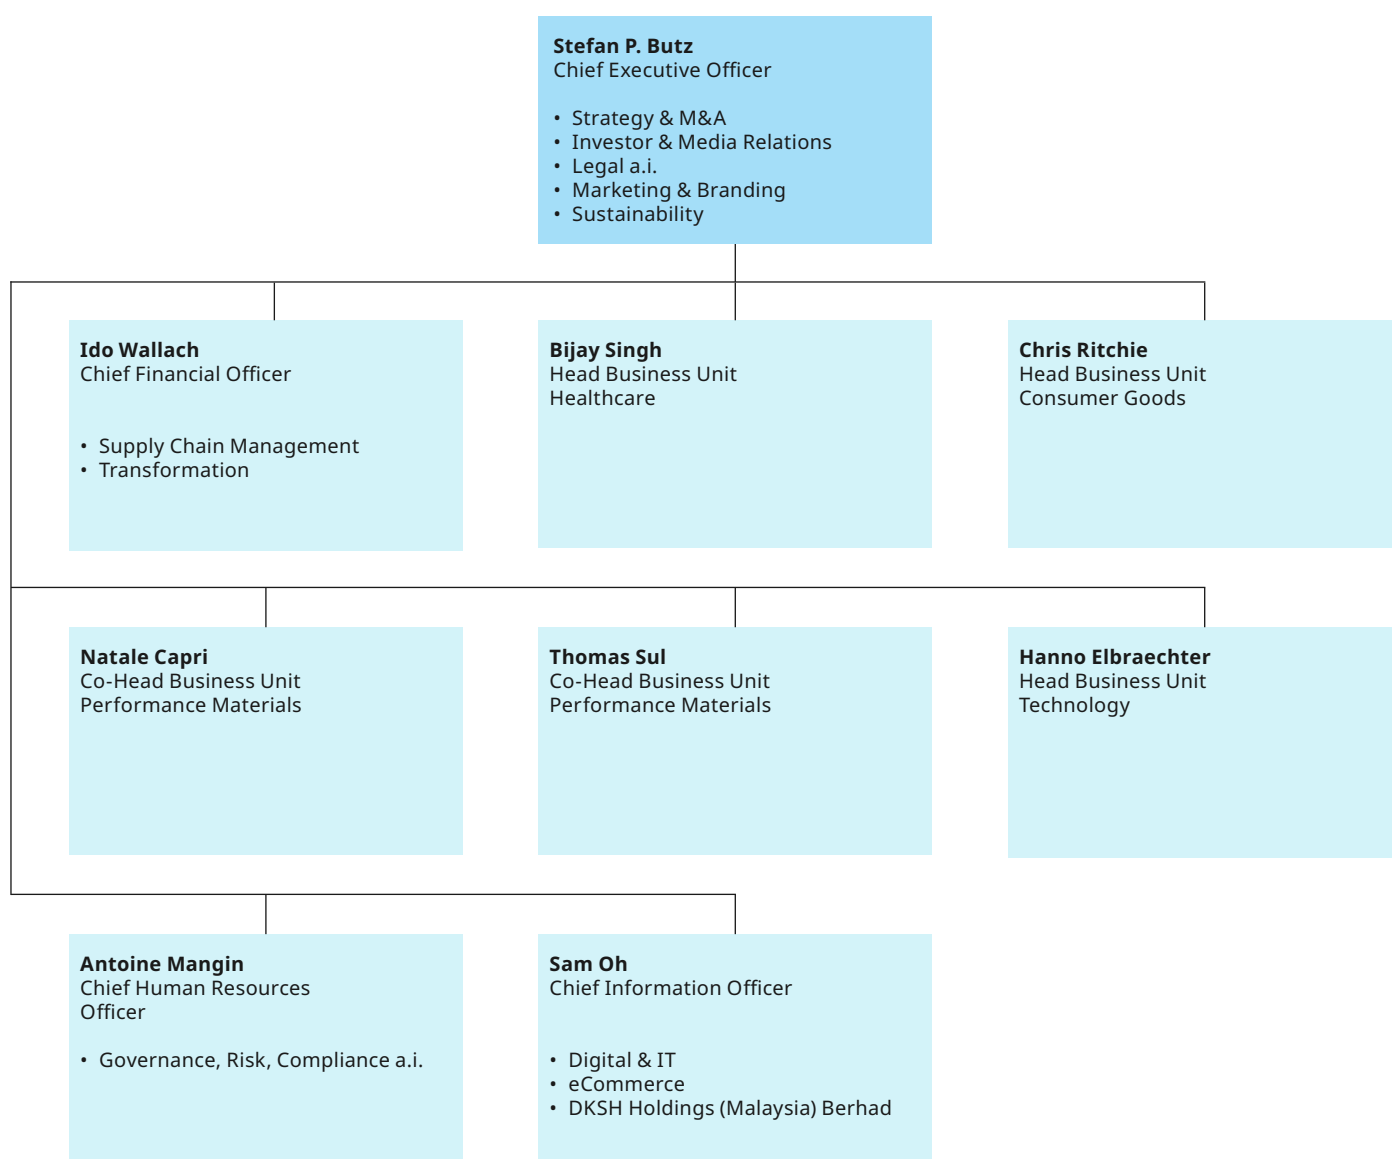 Stefan P. Butz
Chief Executive Officer
• Strategy & M&A
• Investor & Media Relations
• Legal a.i.
• Marketing & Branding
• Sustainability
Ido Wallach
Chief Financial Officer
• Supply Chain Management
• Transformation
Bijay Singh
Head Business Unit
Healthcare
Chris Ritchie
Head Business Unit
Consumer Goods
Natale Capri
Co-Head Business Unit
Performance Materials
Thomas Sul
Co-Head Business Unit
Performance Materials
Hanno Elbraechter
Head Business Unit
Technology
Antoine Mangin
Chief Human Resources
Officer
• Governance, Risk, Compliance a.i.
Sam Oh
Chief Information Officer
• Digital & IT
• eCommerce
• DKSH Holdings (Malaysia) Berhad